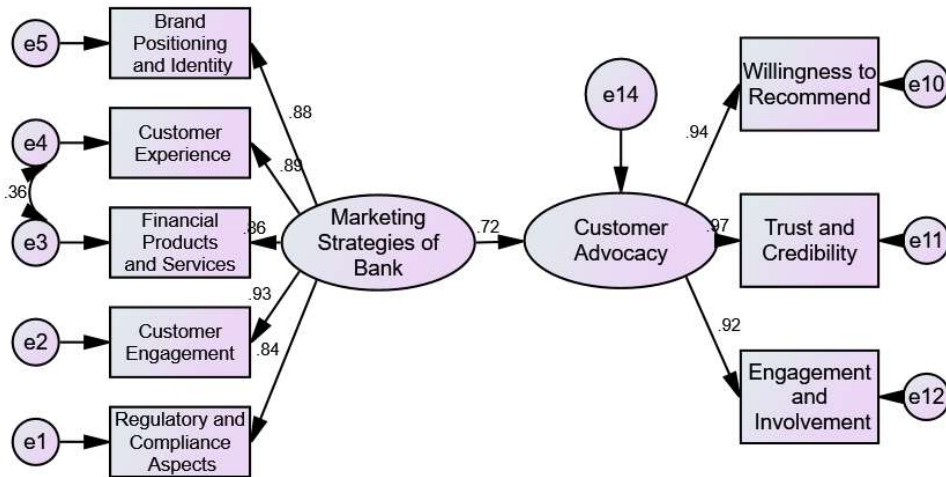 e5
Brand
Positioning
and Identity
.88
e4
Customer
Experience
.89
.36
e3
Financial
Products
and Services
.86
e2
Customer
Engagement
.93
e1
Regulatory and
Compliance
Aspects
.84
Marketing
Strategies of
Bank
.72
e14
Customer
Advocacy
.94
Willingness to
Recommend
e10
.97
Trust and
Credibility
e11
.92
Engagement
and
Involvement
e12